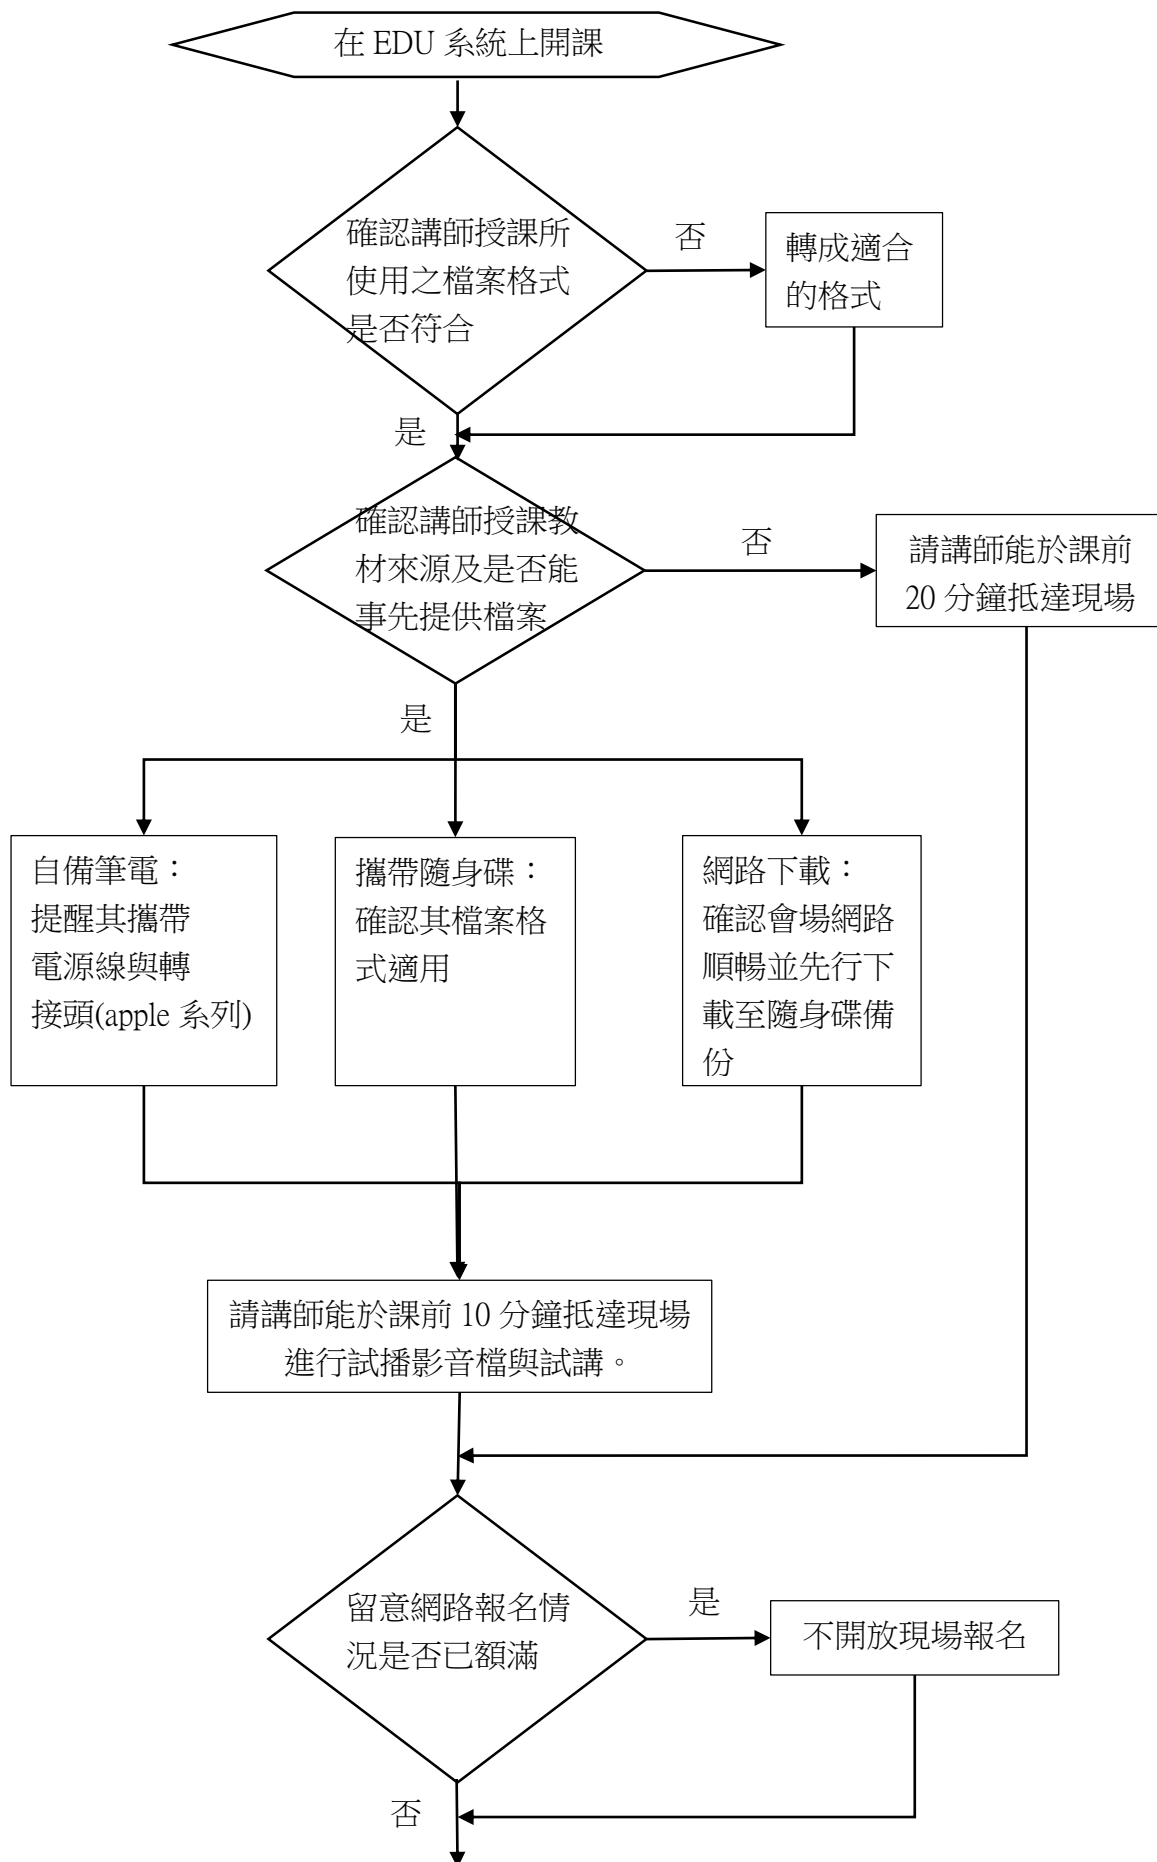 在 EDU 系統上開課
確認講師授課所
使用之檔案格式
是否符合
否
轉成適合
的格式
是
確認講師授課教
材來源及是否能
事先提供檔案
否
請講師能於課前
20 分鐘抵達現場
是
自備筆電：
提醒其攜帶
電源線與轉
接頭(apple 系列)
攜帶隨身碟：
確認其檔案格
式適用
網路下載：
確認會場網路
順暢並先行下
載至隨身碟備
份
請講師能於課前 10 分鐘抵達現場
進行試播影音檔與試講。
留意網路報名情
況是否已額滿
是
不開放現場報名
否